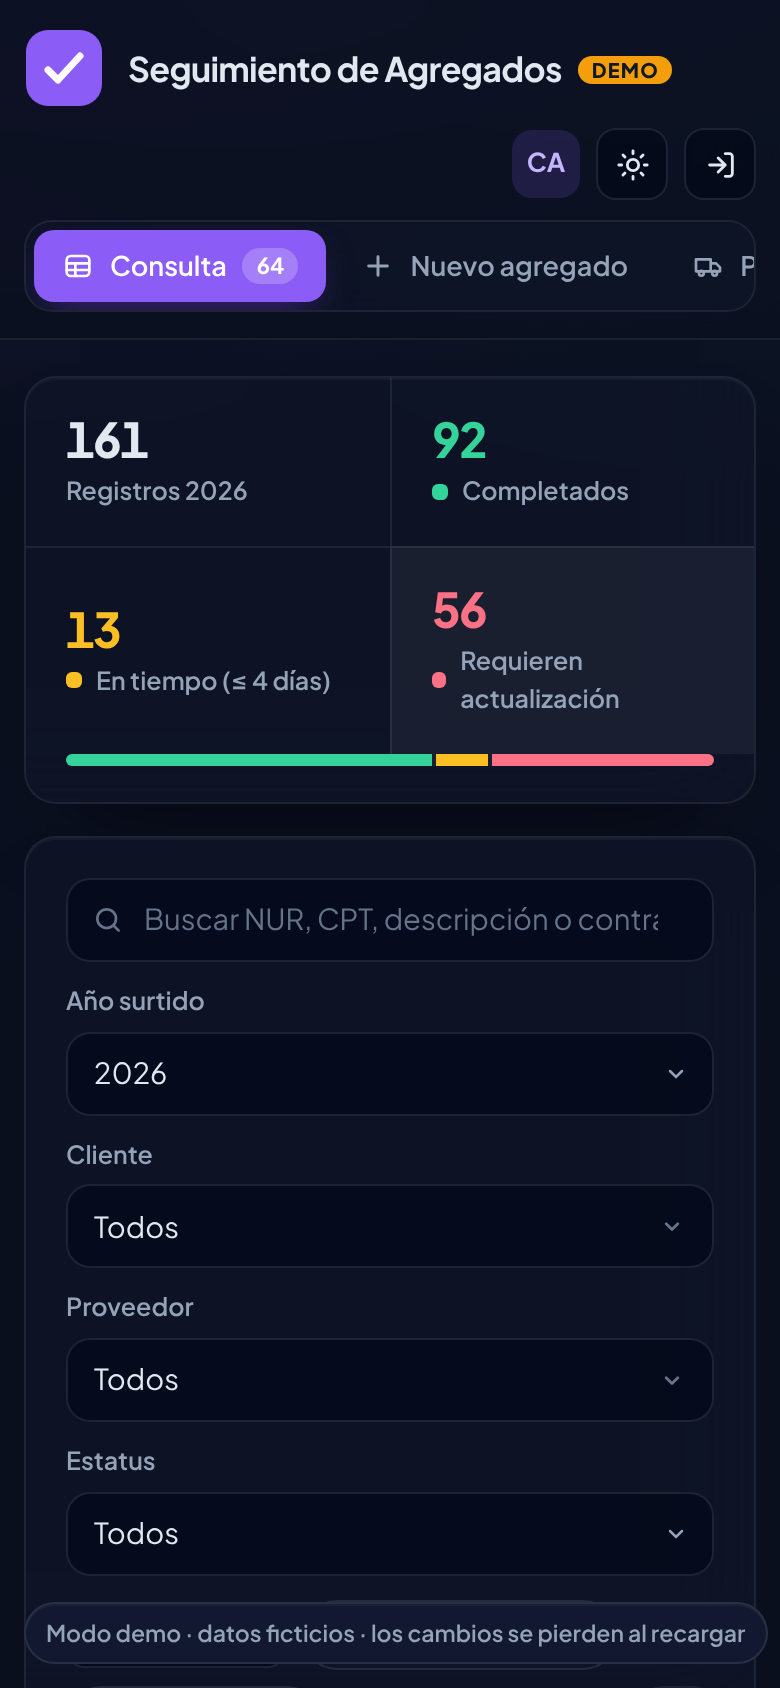 Seguimiento de Agregados DEMO
CA
Consulta 64 Nuevo agregado P
161
Registros 2026
92
Completados
13
En tiempo (≤ 4 días)
56
Requieren
actualización
Buscar NUR, CPT, descripción o contra
Año surtido
2026
Cliente
Todos
Proveedor
Todos
Estatus
Todos
Modo demo · datos ficticios · los cambios se pierden al recargar